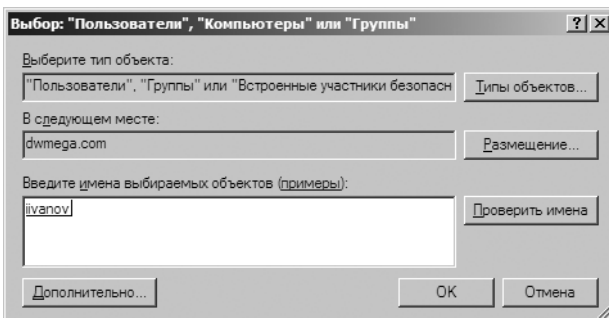 Выбор: "Пользователи", "Компьютеры" или "Группы"
Выберите тип объекта:
"Пользователи", "Группы" или "Встроенные участники безопасн
Типы объектов...
В следующем месте:
dwmega.com
Размещение...
Введите имена выбираемых объектов (примеры):
iivanov
Проверить имена
Дополнительно...
OK
Отмена